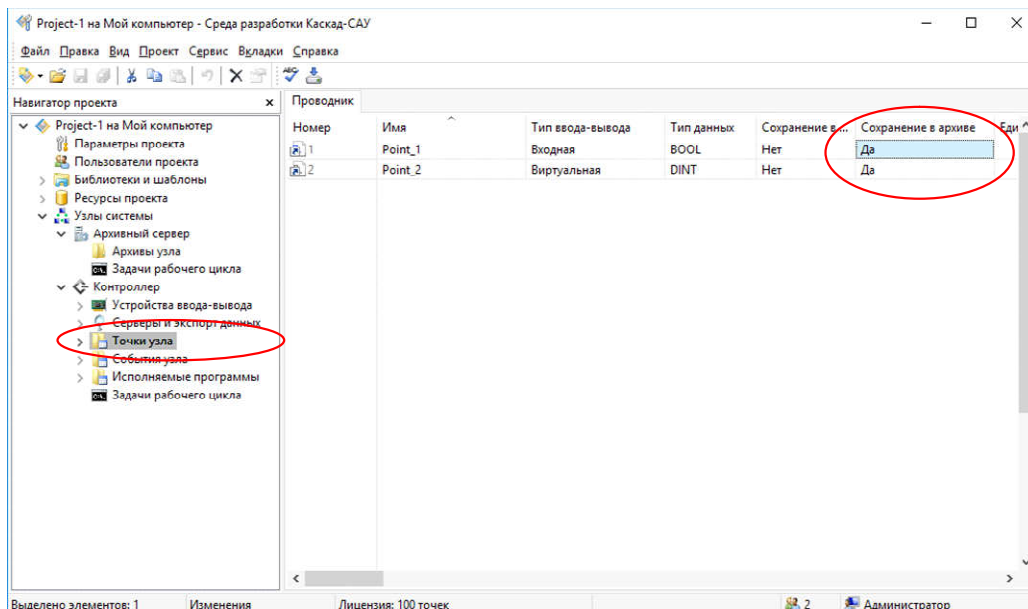 Project-1 на Мой компьютер - Среда разработки Каскад-САУ
Файл Правка Вид Проект Сервис Вкладки Справка
Навигатор проекта
Проводник
Project-1 на Мой компьютер
Параметры проекта
Пользователи проекта
Библиотеки и шаблоны
Ресурсы проекта
Узлы системы
Архивный сервер
Архивы узла
Задачи рабочего цикла
Контроллер
Устройства ввода-вывода
Серверы и экспорт данных
Точки узла
События узла
Исполняемые программы
Задачи рабочего цикла
Номер Имя Тип ввода-вывода Тип данных Сохранение в... Сохранение в архиве Еди
1 Point_1 Входная BOOL Нет Да
2 Point_2 Виртуальная DINT Нет Да
Выделено элементов: 1 Изменения Лицензия: 100 точек 2 Администратор